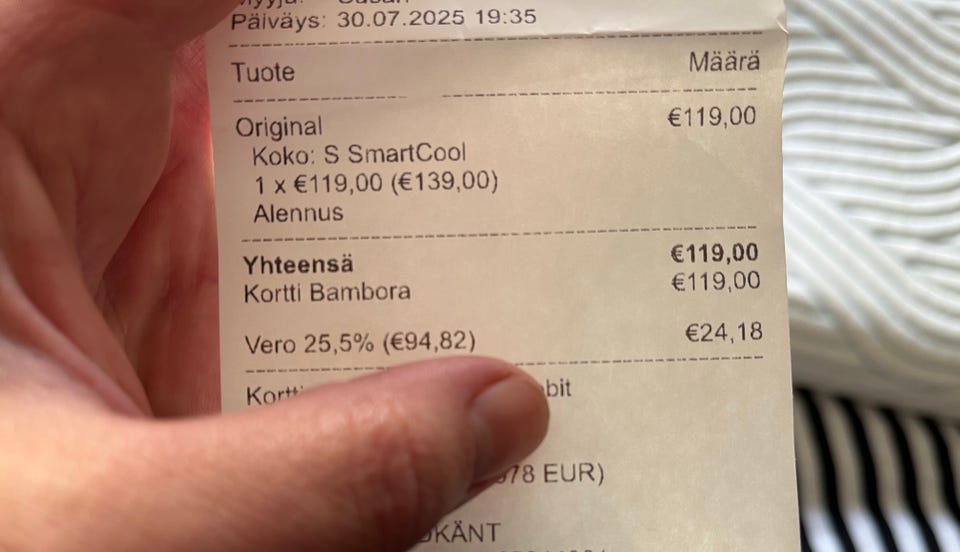 Päiväys: 30.07.2025 19:35
Tuote Määrä
Original €119,00
Koko: S SmartCool
1 x €119,00 (€139,00)
Alennus
Yhteensä €119,00
Kortti Bambora €119,00
Vero 25,5% (€94,82) €24,18
EUR)